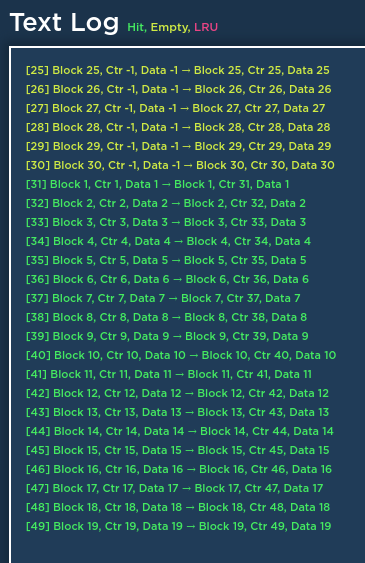 Text Log Hit, Empty, LRU
[25] Block 25, Ctr -1, Data -1 → Block 25, Ctr 25, Data 25
[26] Block 26, Ctr -1, Data -1 → Block 26, Ctr 26, Data 26
[27] Block 27, Ctr -1, Data -1 → Block 27, Ctr 27, Data 27
[28] Block 28, Ctr -1, Data -1 → Block 28, Ctr 28, Data 28
[29] Block 29, Ctr -1, Data -1 → Block 29, Ctr 29, Data 29
[30] Block 30, Ctr -1, Data -1 → Block 30, Ctr 30, Data 30
[31] Block 1, Ctr 1, Data 1 → Block 1, Ctr 31, Data 1
[32] Block 2, Ctr 2, Data 2 → Block 2, Ctr 32, Data 2
[33] Block 3, Ctr 3, Data 3 → Block 3, Ctr 33, Data 3
[34] Block 4, Ctr 4, Data 4 → Block 4, Ctr 34, Data 4
[35] Block 5, Ctr 5, Data 5 → Block 5, Ctr 35, Data 5
[36] Block 6, Ctr 6, Data 6 → Block 6, Ctr 36, Data 6
[37] Block 7, Ctr 7, Data 7 → Block 7, Ctr 37, Data 7
[38] Block 8, Ctr 8, Data 8 → Block 8, Ctr 38, Data 8
[39] Block 9, Ctr 9, Data 9 → Block 9, Ctr 39, Data 9
[40] Block 10, Ctr 10, Data 10 → Block 10, Ctr 40, Data 10
[41] Block 11, Ctr 11, Data 11 → Block 11, Ctr 41, Data 11
[42] Block 12, Ctr 12, Data 12 → Block 12, Ctr 42, Data 12
[43] Block 13, Ctr 13, Data 13 → Block 13, Ctr 43, Data 13
[44] Block 14, Ctr 14, Data 14 → Block 14, Ctr 44, Data 14
[45] Block 15, Ctr 15, Data 15 → Block 15, Ctr 45, Data 15
[46] Block 16, Ctr 16, Data 16 → Block 16, Ctr 46, Data 16
[47] Block 17, Ctr 17, Data 17 → Block 17, Ctr 47, Data 17
[48] Block 18, Ctr 18, Data 18 → Block 18, Ctr 48, Data 18
[49] Block 19, Ctr 19, Data 19 → Block 19, Ctr 49, Data 19